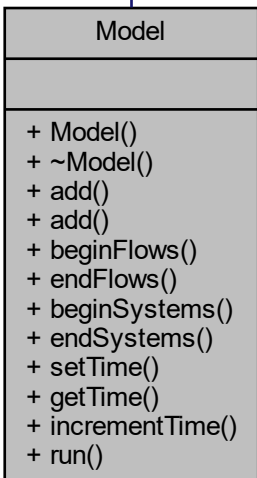 Model
+ Model()
+ ~Model()
+ add()
+ add()
+ beginFlows()
+ endFlows()
+ beginSystems()
+ endSystems()
+ setTime()
+ getTime()
+ incrementTime()
+ run()